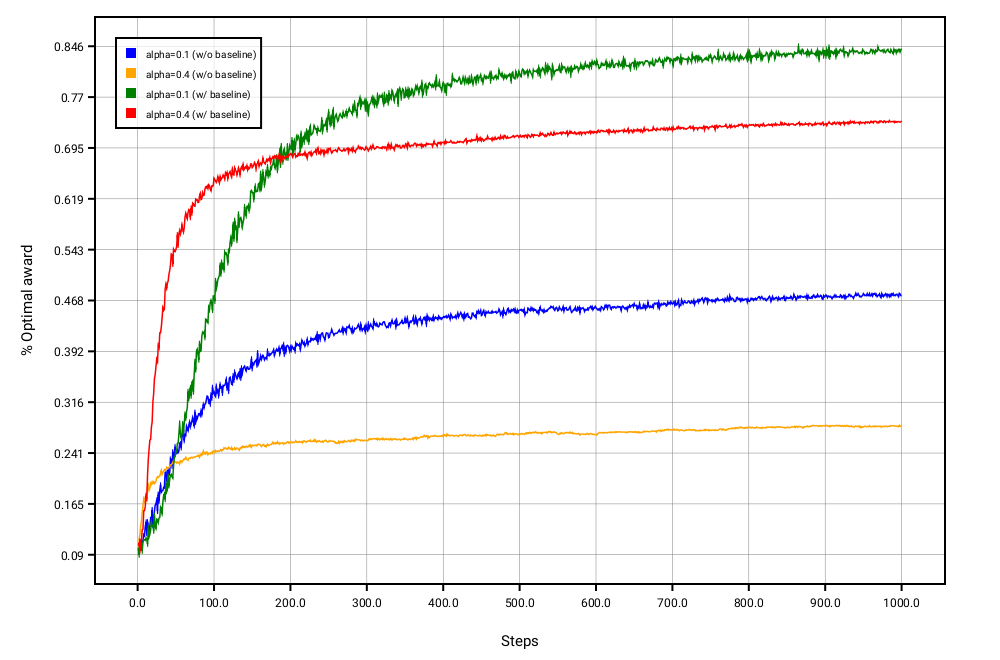 0.846
0.77
0.695
0.619
0.543
0.468
0.392
0.316
0.241
0.165
0.09
% Optimal award
alpha=0.1 (w/o baseline)
alpha=0.4 (w/o baseline)
alpha=0.1 (w/ baseline)
alpha=0.4 (w/ baseline)
0.0 100.0 200.0 300.0 400.0 500.0 600.0 700.0 800.0 900.0 1000.0
Steps